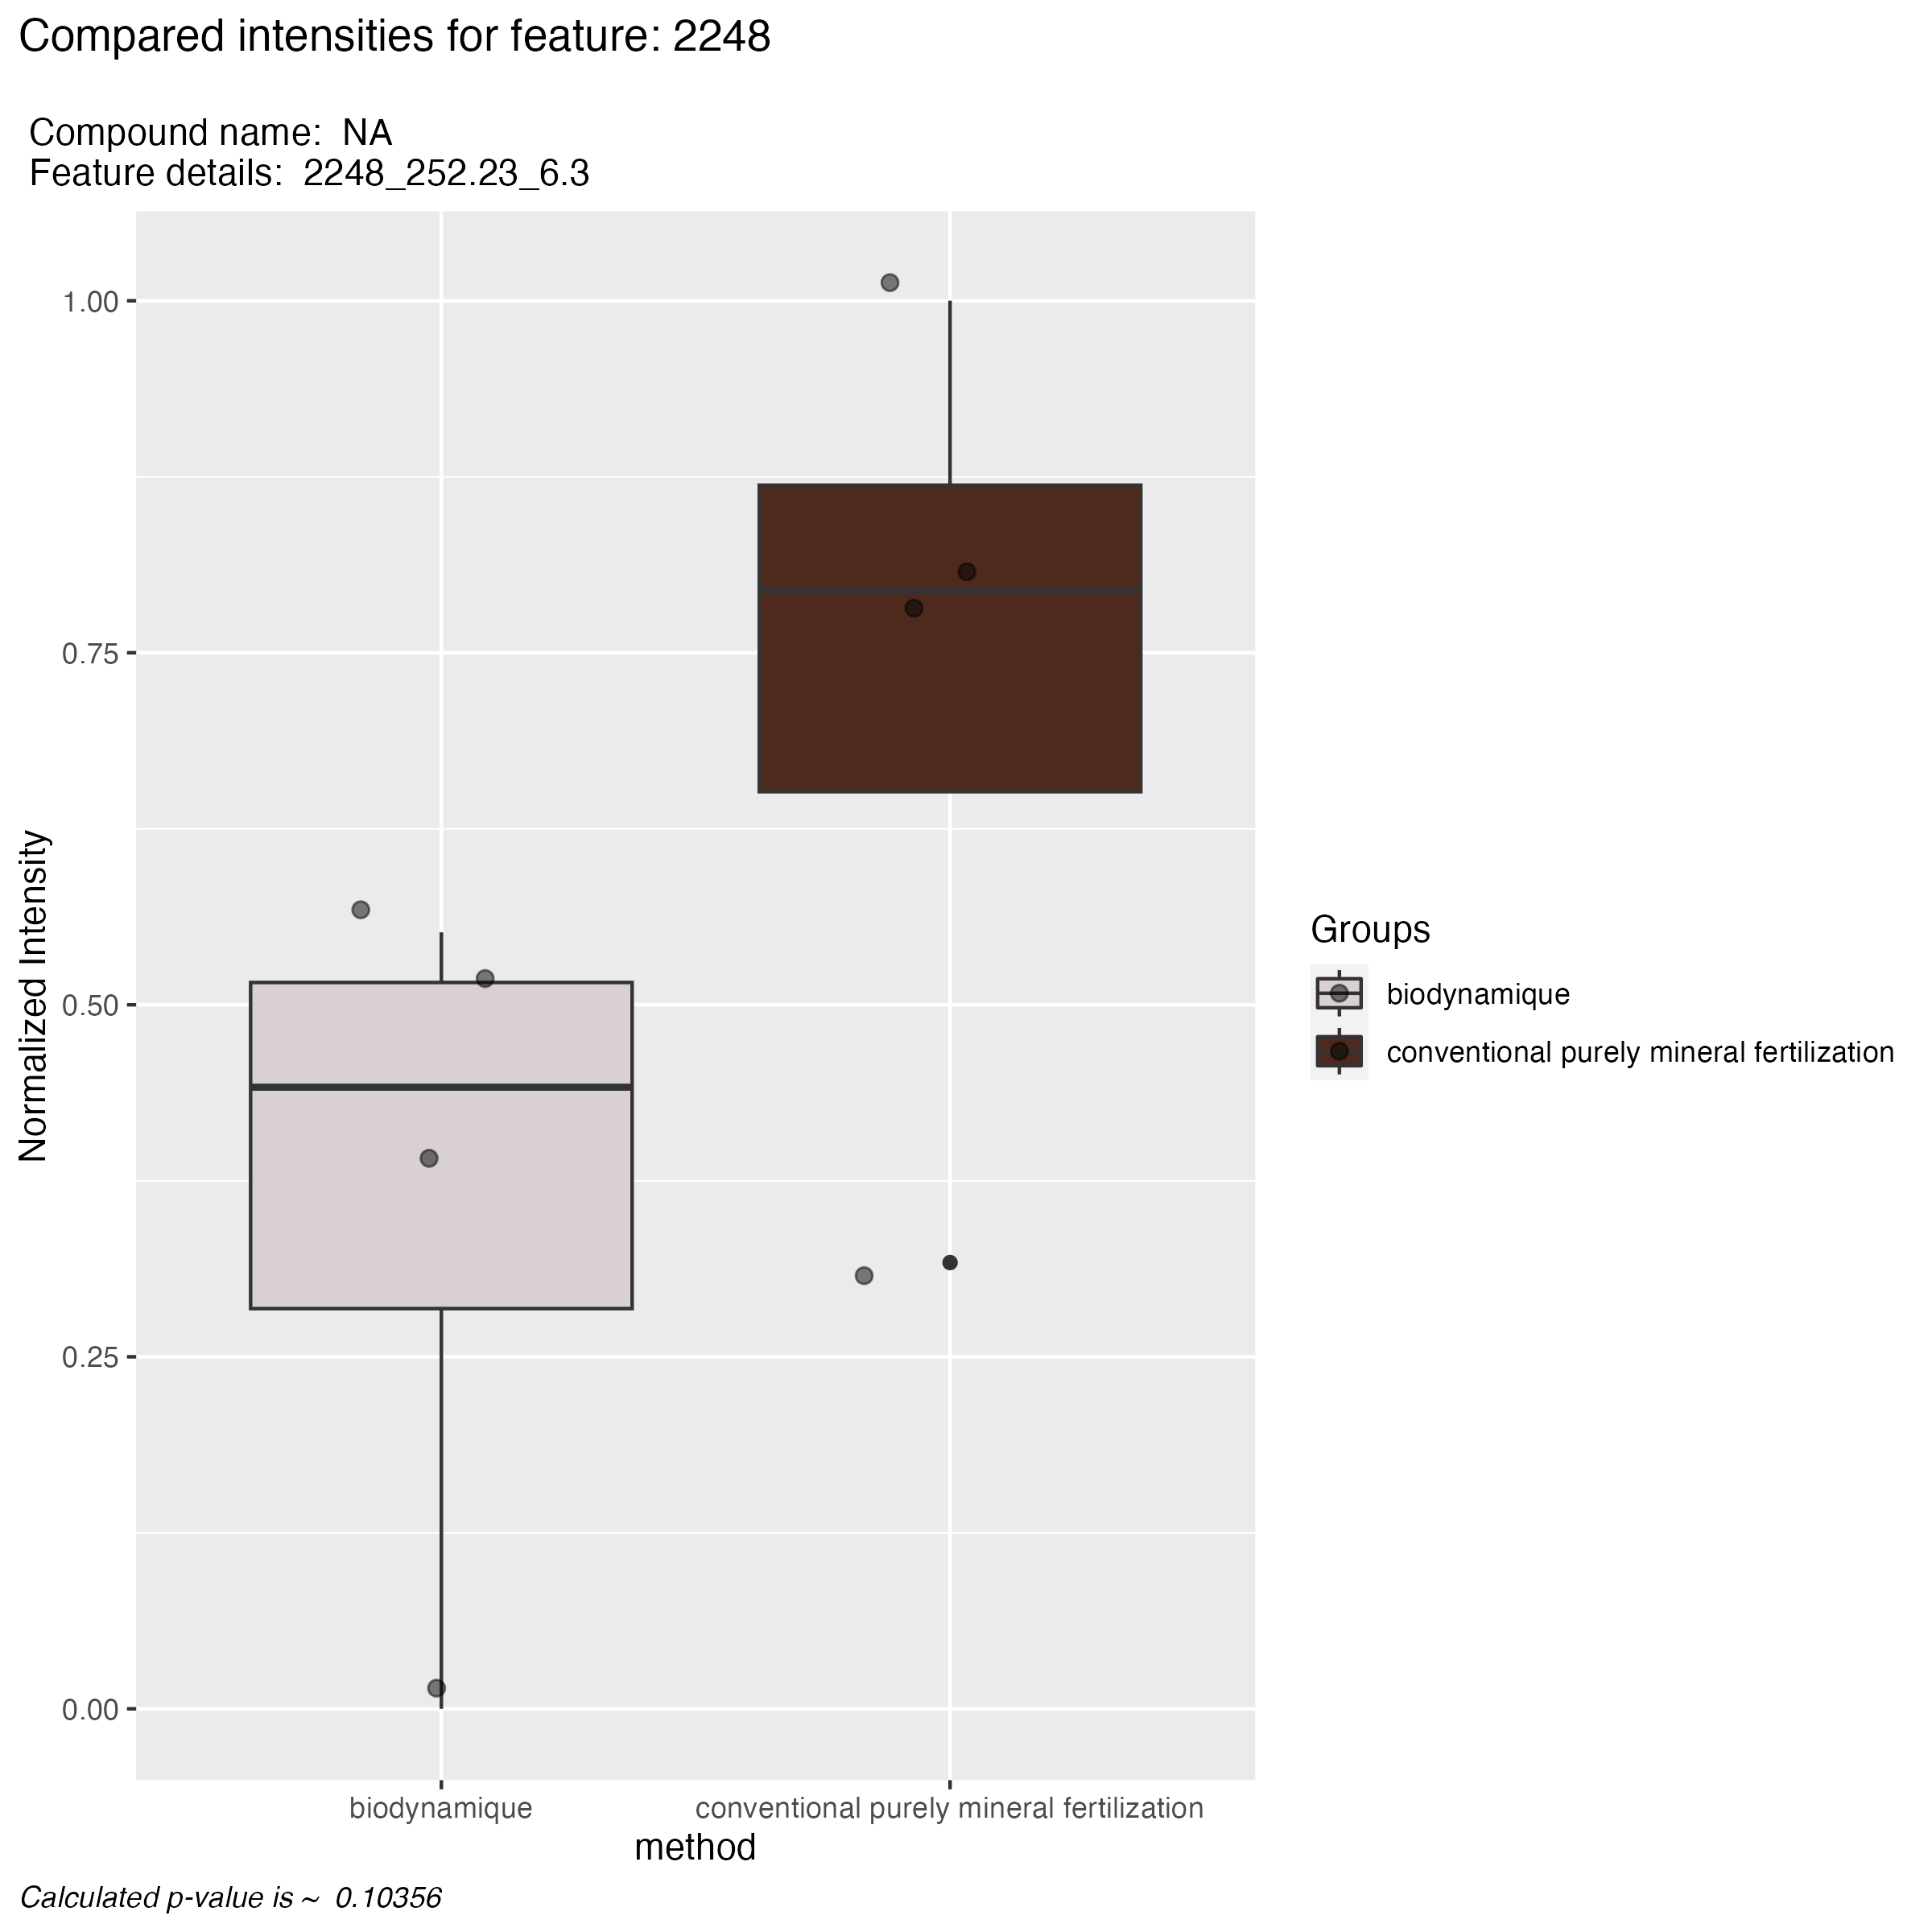 Compared intensities for feature: 2248
Compound name:  NA
Feature details:  2248_252.23_6.3
1.00
0.75
0.50
0.25
0.00
Normalized Intensity
biodynamique
conventional purely mineral fertilization
method
Groups
biodynamique
conventional purely mineral fertilization
Calculated p-value is ~  0.10356